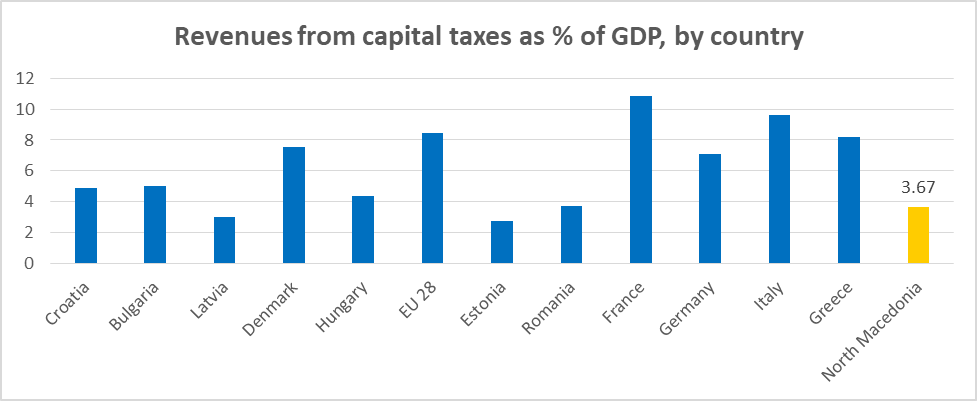 Revenues from capital taxes as % of GDP, by country
12
10
8
6
4
2
0
3.67
Croatia
Bulgaria
Latvia
Denmark
Hungary
EU 28
Estonia
Romania
France
Germany
Italy
Greece
North Macedonia